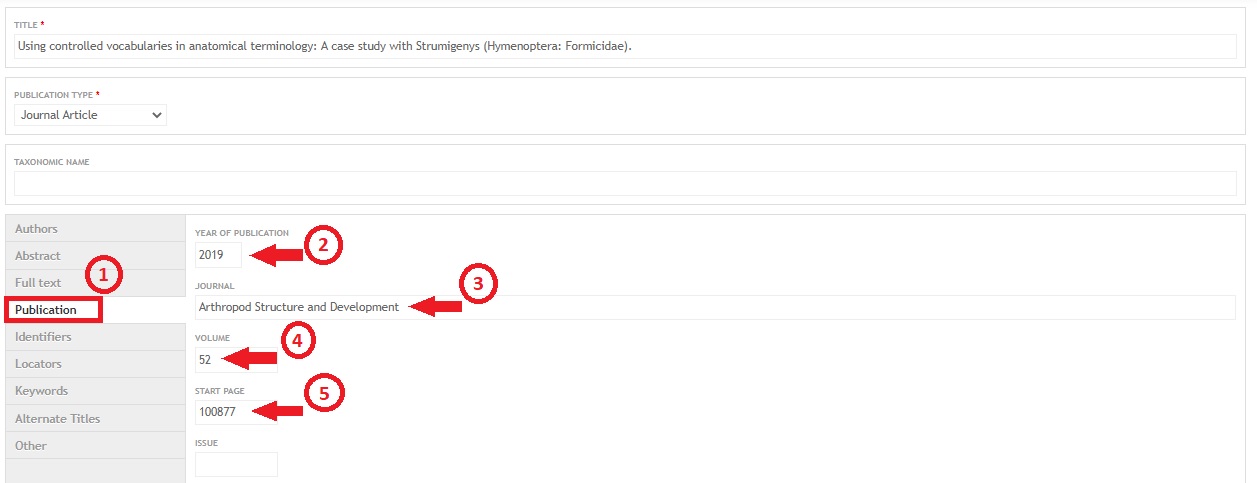 TITLE *
Using controlled vocabularies in anatomical terminology: A case study with Strumigenys (Hymenoptera: Formicidae).
PUBLICATION TYPE *
Journal Article
TAXONOMIC NAME
Authors
Abstract
1
Full text
Publication
Identifiers
Locators
Keywords
Alternate Titles
Other
YEAR OF PUBLICATION
2019
2
JOURNAL
3
Arthropod Structure and Development
VOLUME
4
52
START PAGE
5
100877
ISSUE